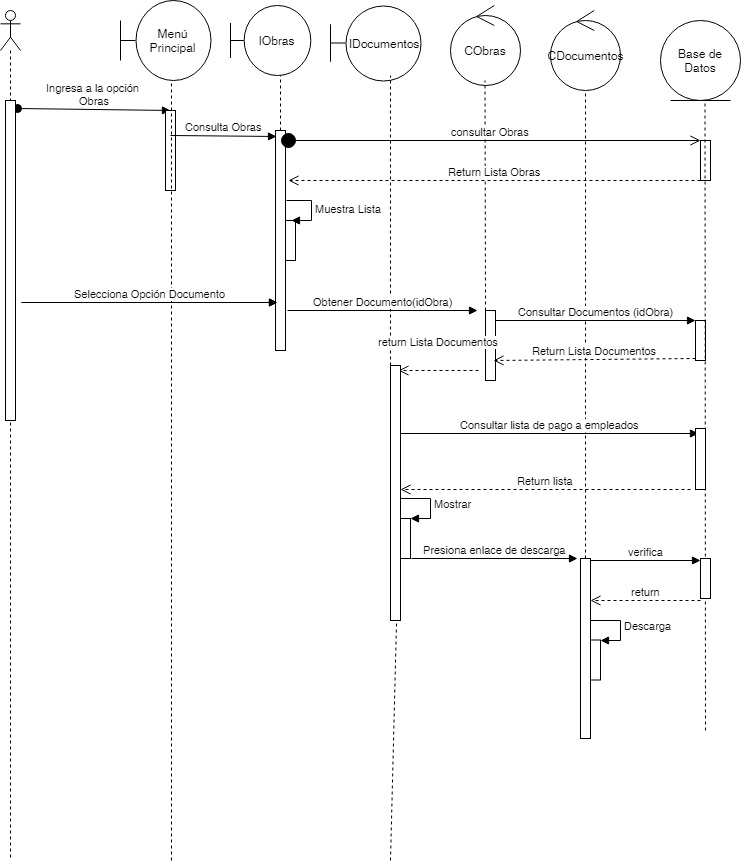 Menú
Principal
IObras
IDocumentos
CObras
CDocumentos
Base de
Datos
Ingresa a la opción
Obras
Consulta Obras
consultar Obras
Return Lista Obras
Muestra Lista
Selecciona Opción Documento
Obtener Documento(idObra)
Consultar Documentos (idObra)
return Lista Documentos
Return Lista Documentos
Consultar lista de pago a empleados
Return lista
Mostrar
Presiona enlace de descarga
verifica
return
Descarga